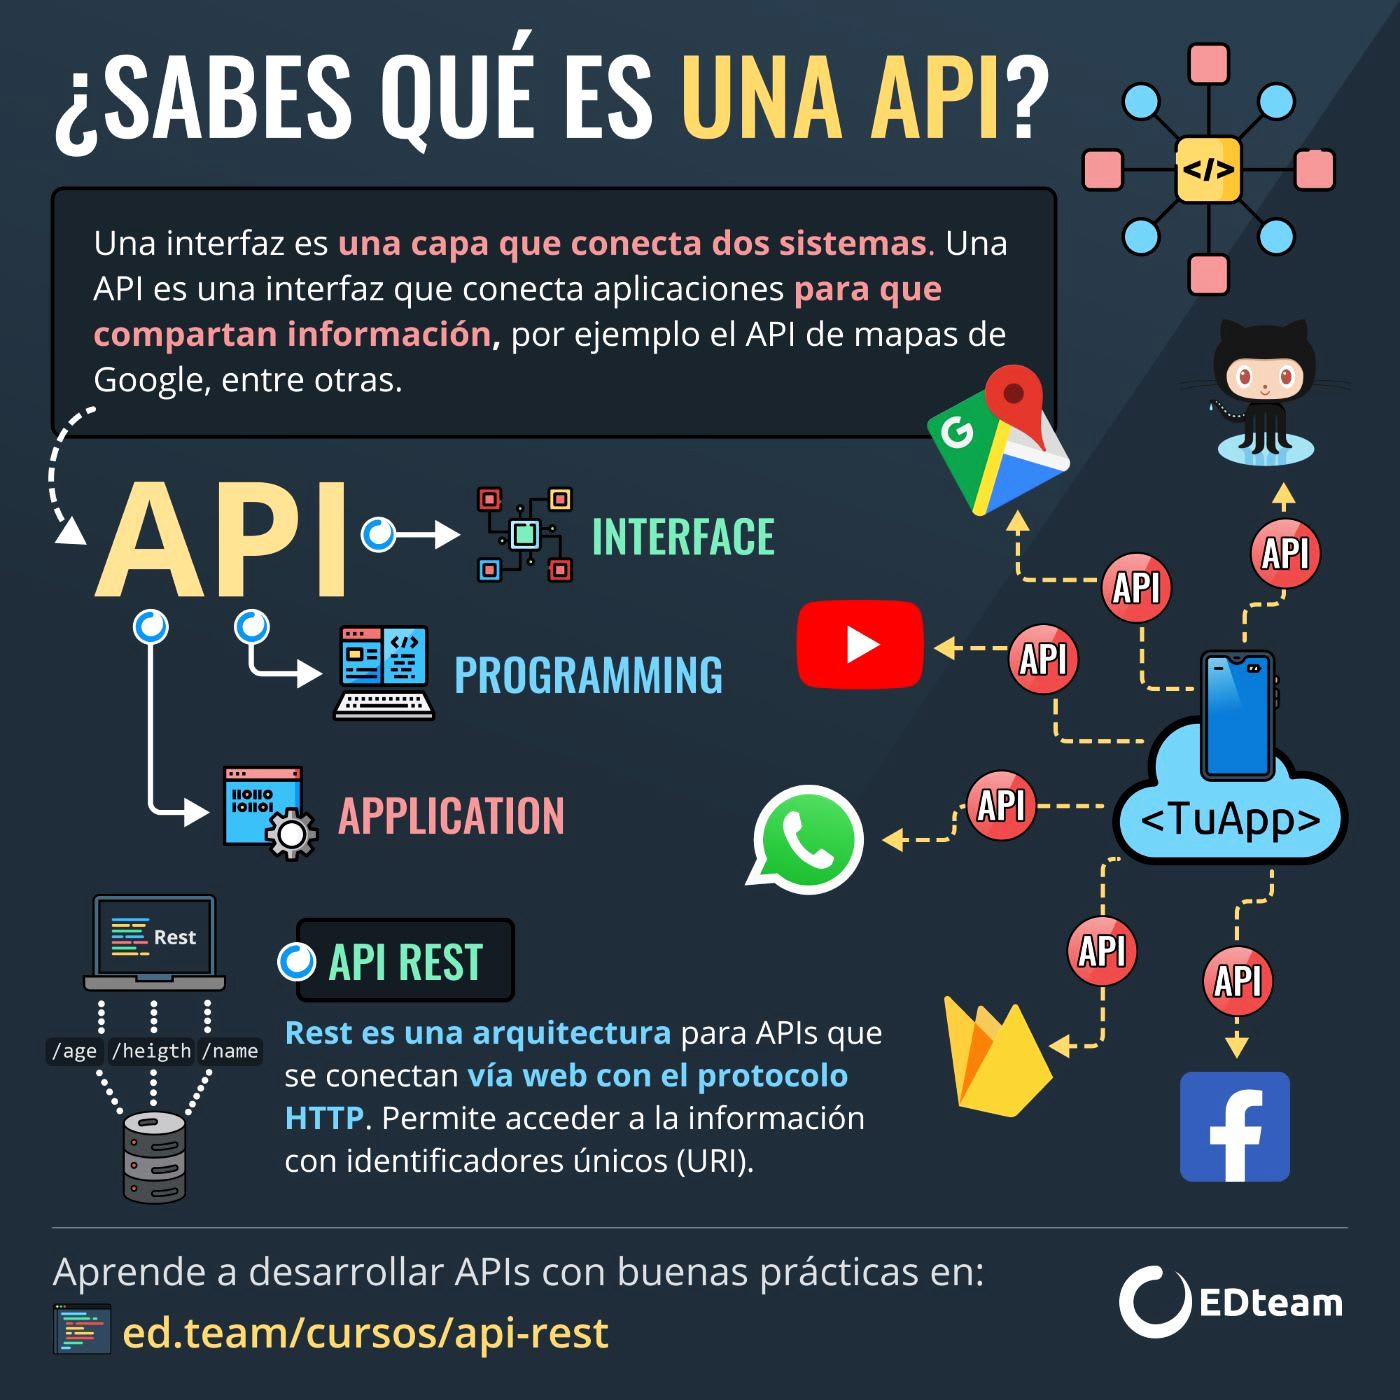 ¿SABES QUÉ ES UNA API?
</>
Una interfaz es una capa que conecta dos sistemas. Una
API es una interfaz que conecta aplicaciones para que
compartan información, por ejemplo el API de mapas de
Google, entre otras.
G
API
INTERFACE
PROGRAMMING
</>
APPLICATION
API
API
API
API
API
API
<TuApp>
Rest
/age /heigth /name
API REST
Rest es una arquitectura para APIs que
se conectan vía web con el protocolo
HTTP. Permite acceder a la información
con identificadores únicos (URI).
f
Aprende a desarrollar APIs con buenas prácticas en:
ed.team/cursos/api-rest
EDteam